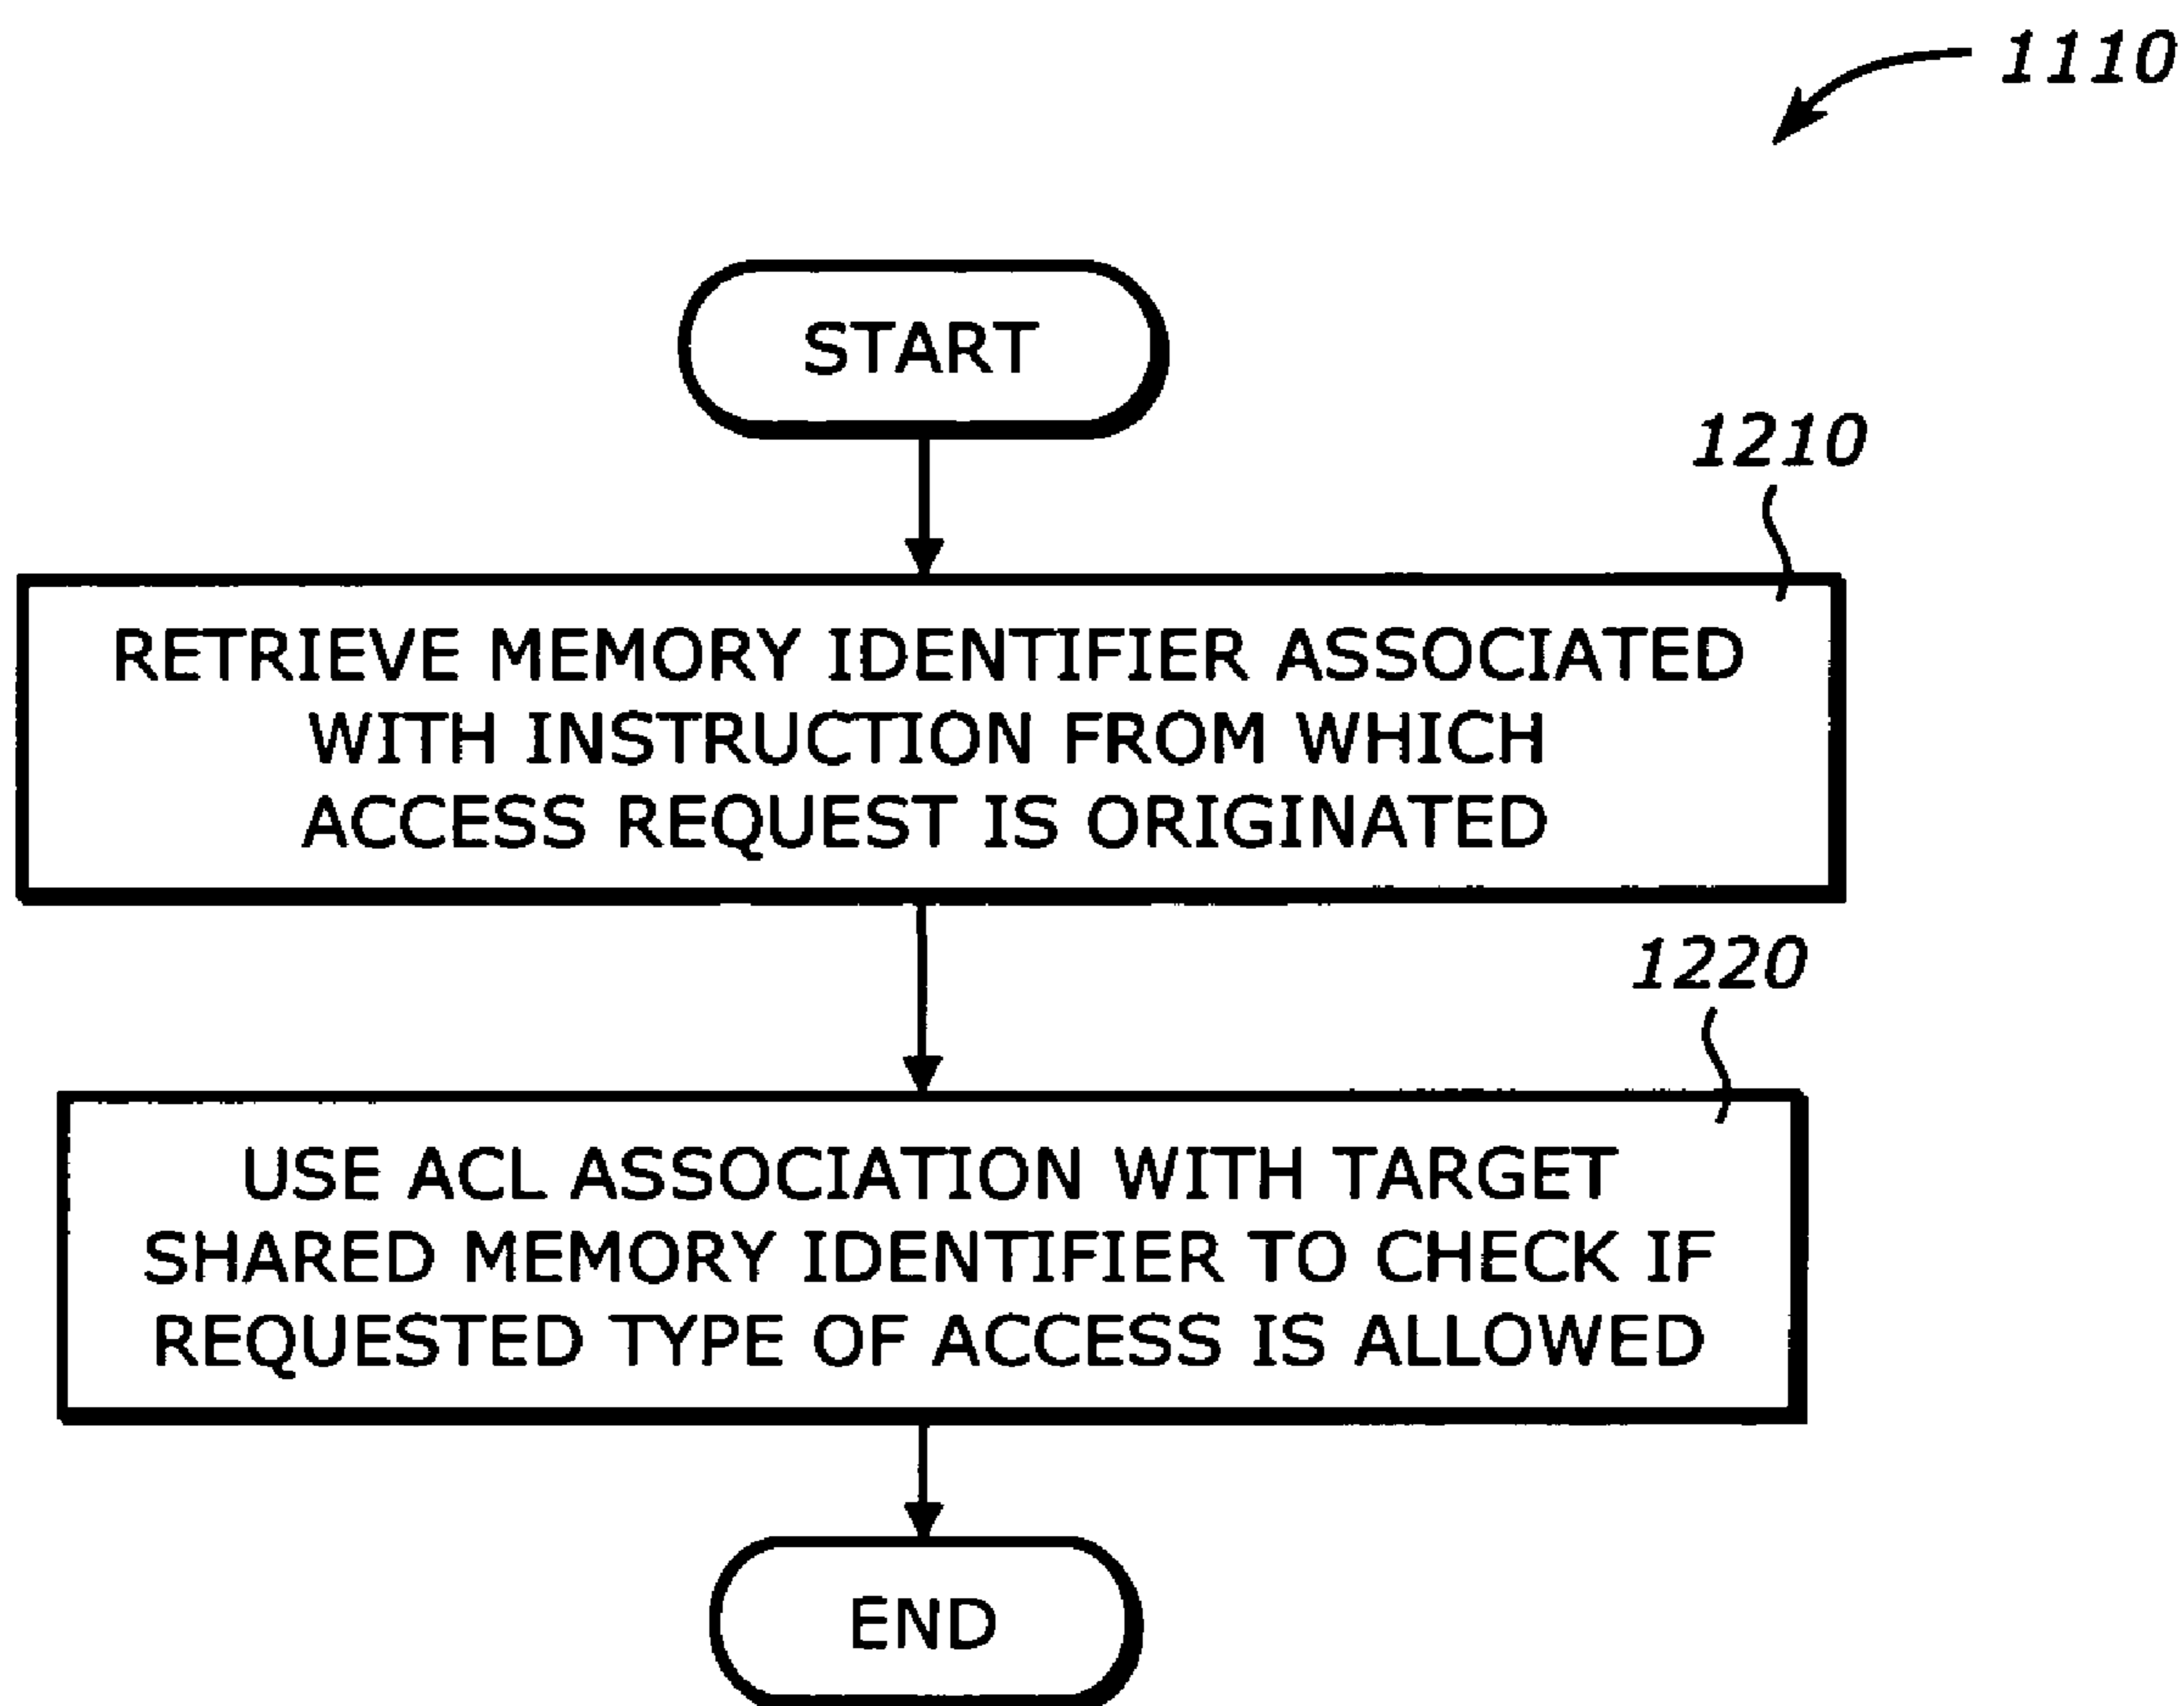 1110
START
1210
RETRIEVE MEMORY IDENTIFIER ASSOCIATED
WITH INSTRUCTION FROM WHICH
ACCESS REQUEST IS ORIGINATED
1220
USE ACL ASSOCIATION WITH TARGET
SHARED MEMORY IDENTIFIER TO CHECK IF
REQUESTED TYPE OF ACCESS IS ALLOWED
END